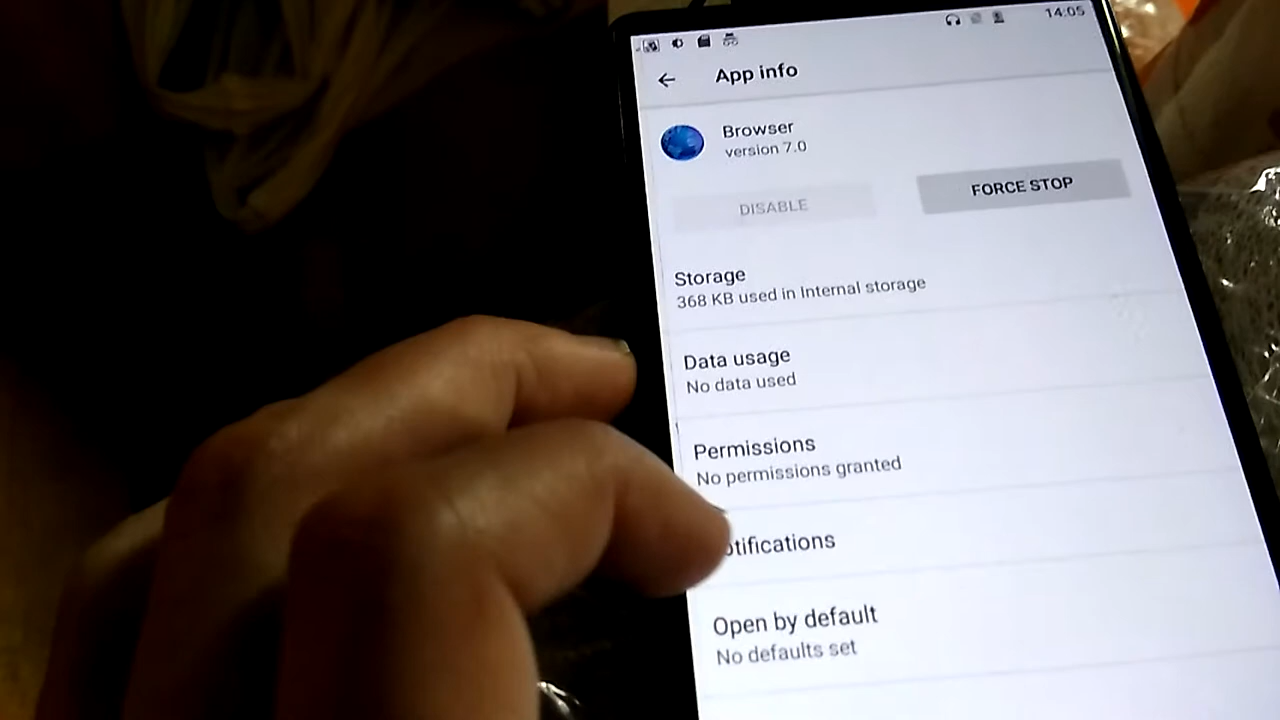 14:05
App info
Browser
version 7.0
DISABLE
FORCE STOP
Storage
368 KB used in Internal storage
Data usage
No data used
Permissions
No permissions granted
otifications
Open by default
No defaults set